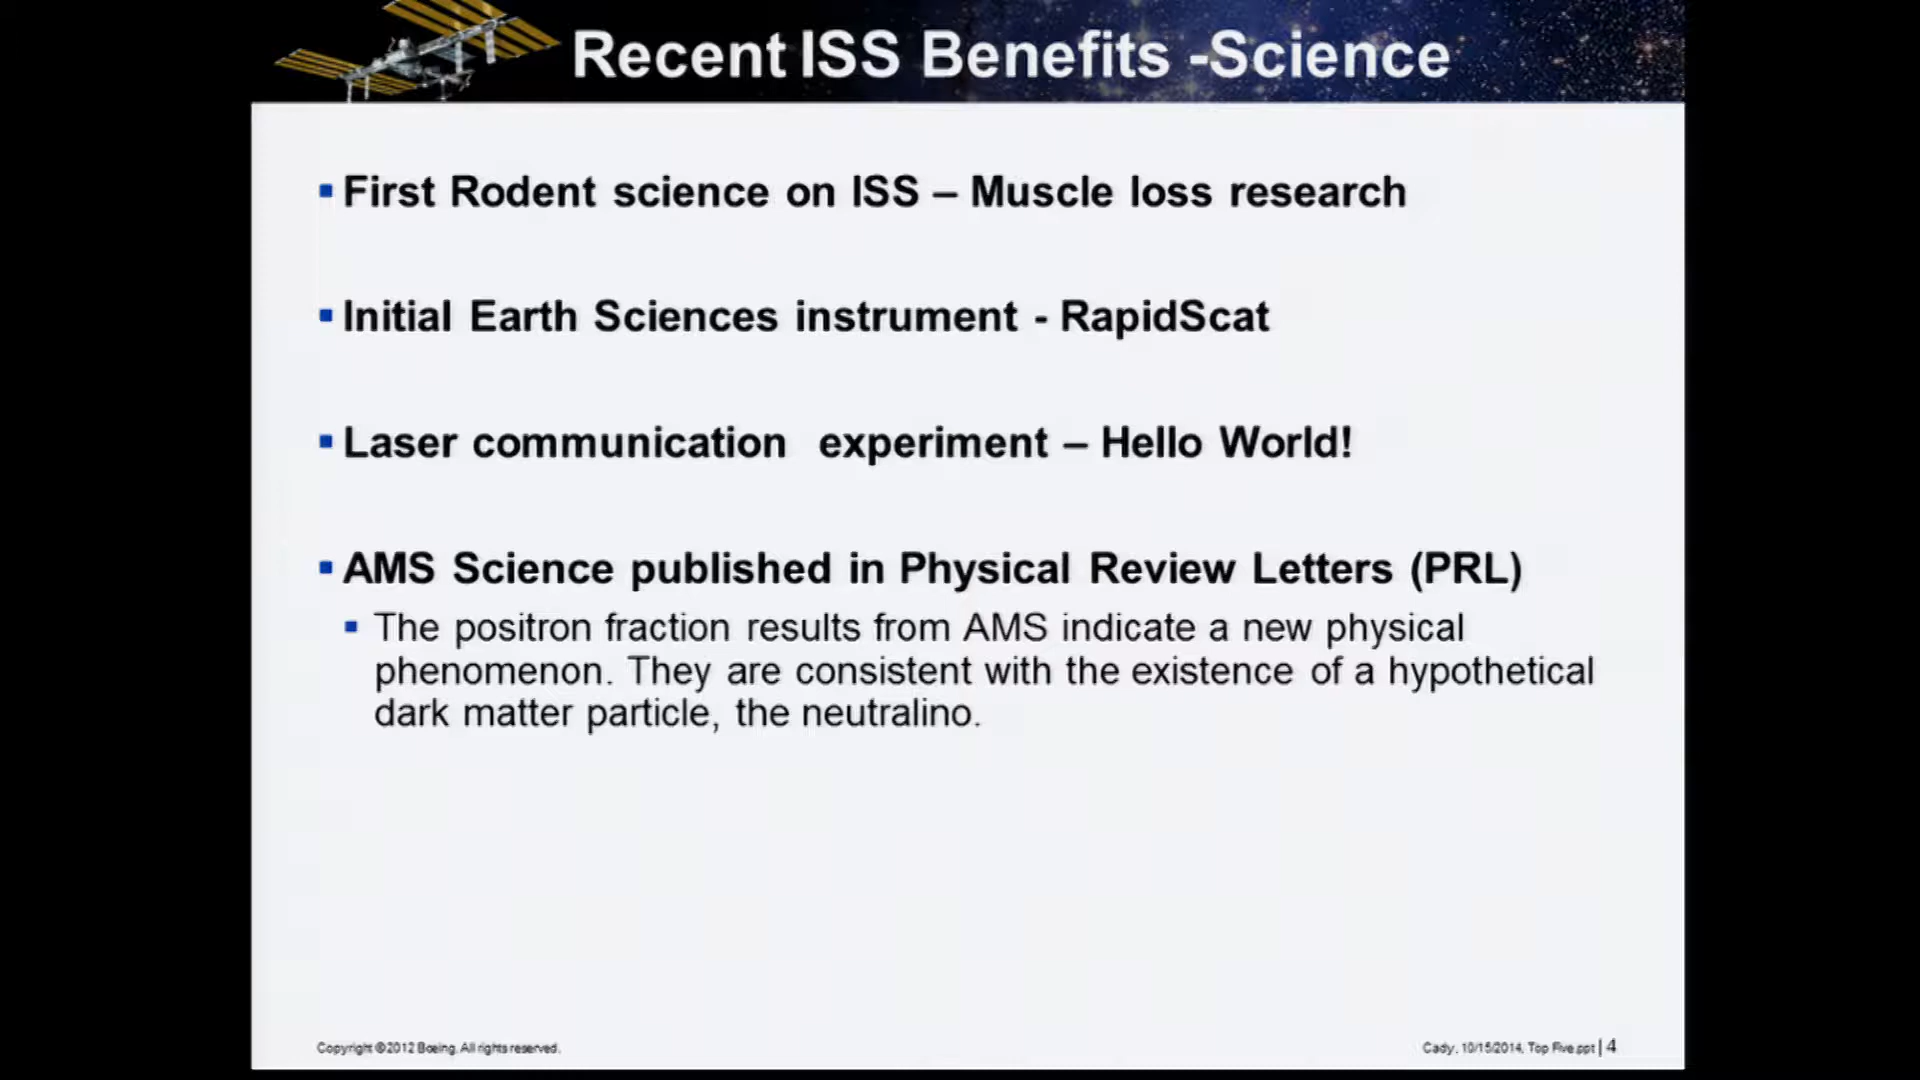 Recent ISS Benefits -Science
First Rodent science on ISS – Muscle loss research
Initial Earth Sciences instrument - RapidScat
Laser communication experiment – Hello World!
AMS Science published in Physical Review Letters (PRL)
The positron fraction results from AMS indicate a new physical
phenomenon. They are consistent with the existence of a hypothetical
dark matter particle, the neutralino.
Copyright © 2012 Boeing. All rights reserved.
Cady, 10/15/2014, Top Five.ppt | 4